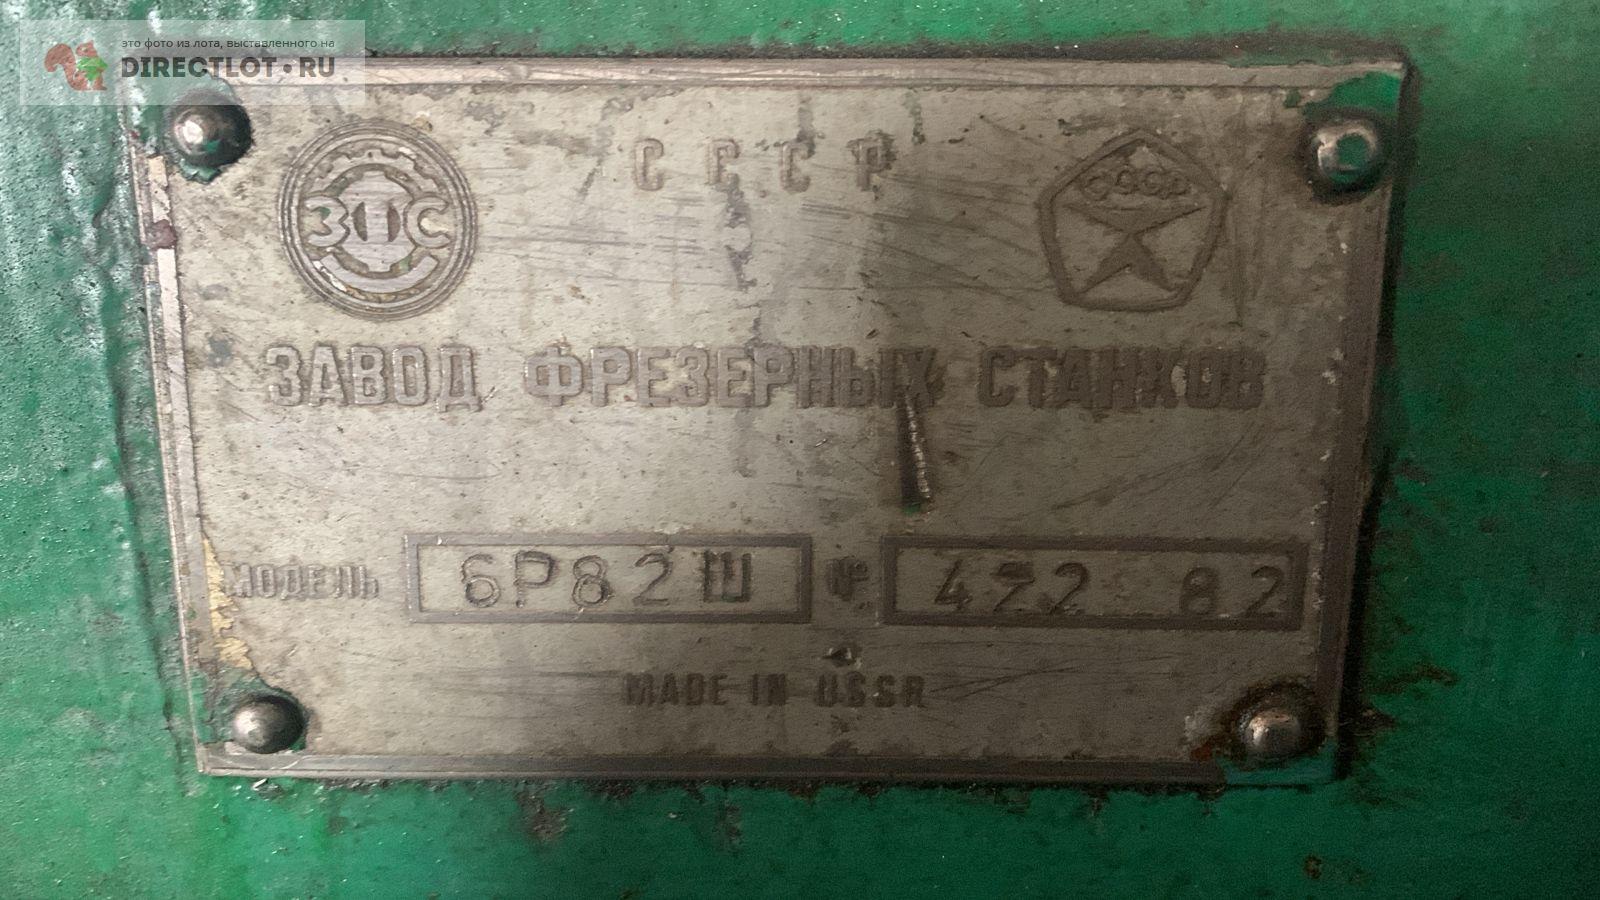 это фото из лота, выставленного на
DIRECTLOT.RU
ЗФС
СССР
СССР
ЗАВОД ФРЕЗЕРНЫХ СТАНКОВ
МОДЕЛЬ 6Р82Ш № 422 82
MADE IN USSR